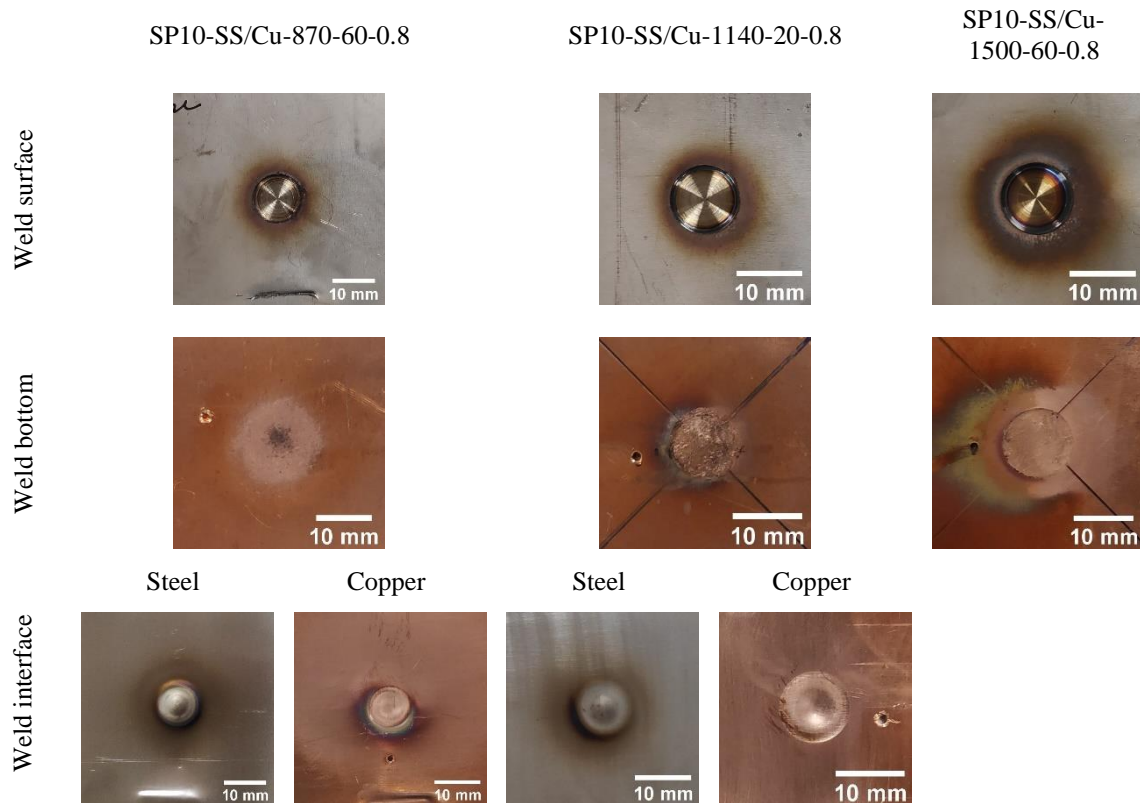 SP10-SS/Cu-870-60-0.8
SP10-SS/Cu-1140-20-0.8
SP10-SS/Cu-
1500-60-0.8
Weld surface
10 mm
10 mm
10 mm
Weld bottom
10 mm
10 mm
10 mm
Steel
Copper
Steel
Copper
Weld interface
10 mm
10 mm
10 mm
10 mm